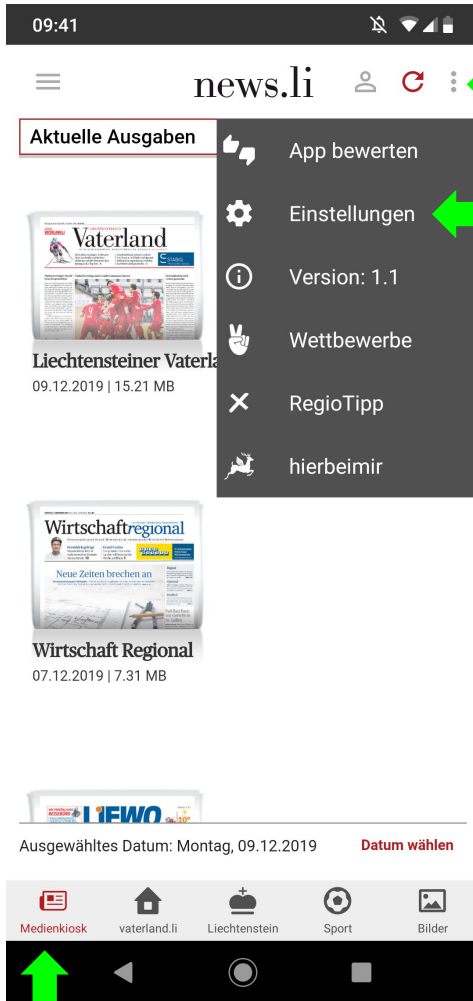 09:41
news.li
Aktuelle Ausgaben
App bewerten
Einstellungen
Version: 1.1
Wettbewerbe
RegioTipp
hierbeimir
Vaterland
Liechtensteiner Vaterla
09.12.2019 | 15.21 MB
Wirtschaftregional
Neue Zeiten brechen an
Wirtschaft Regional
07.12.2019 | 7.31 MB
LIEWO
Ausgewähltes Datum: Montag, 09.12.2019
Datum wählen
Medienkiosk
vaterland.li
Liechtenstein
Sport
Bilder